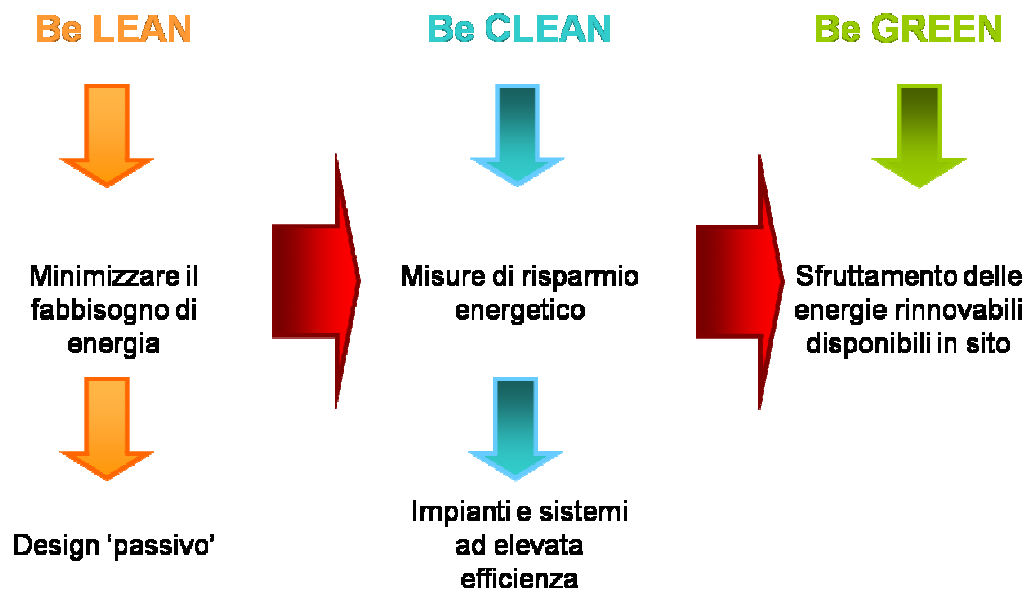 Be LEAN
Be CLEAN
Be GREEN
Minimizzare il
fabbisogno di
energia
Misure di risparmio
energetico
Sfruttamento delle
energie rinnovabili
disponibili in sito
Design ‘passivo’
Impianti e sistemi
ad elevata
efficienza